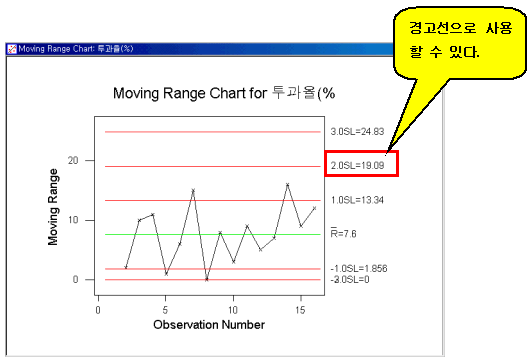 경고선으로 사용
할 수 있다.
Moving Range Chart: 투과율(%)
Moving Range Chart for 투과율(%
3.0SL=24.83
2.0SL=19.09
1.0SL=13.34
R=7.6
-1.0SL=1.856
-3.0SL=0
20
10
0
Moving Range
0
5
10
15
Observation Number